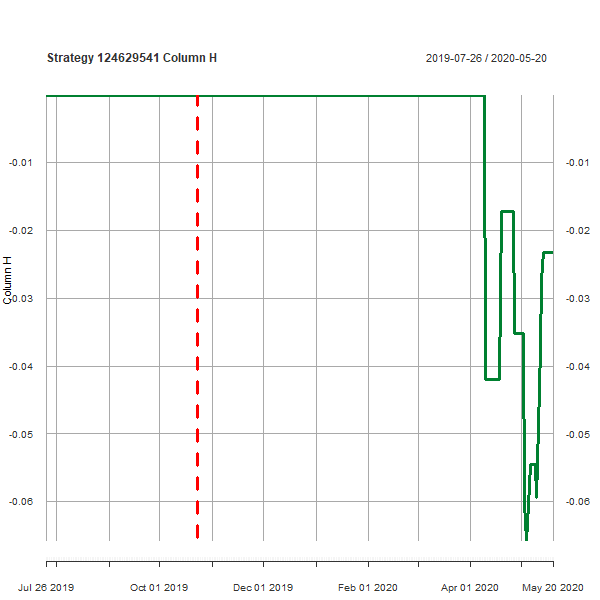 Strategy 124629541 Column H
2019-07-26 / 2020-05-20
-0.01 -0.01
-0.02 -0.02
Column H
-0.03 -0.03
-0.04 -0.04
-0.05 -0.05
-0.06 -0.06
Jul 26 2019 Oct 01 2019 Dec 01 2019 Feb 01 2020 Apr 01 2020 May 20 2020